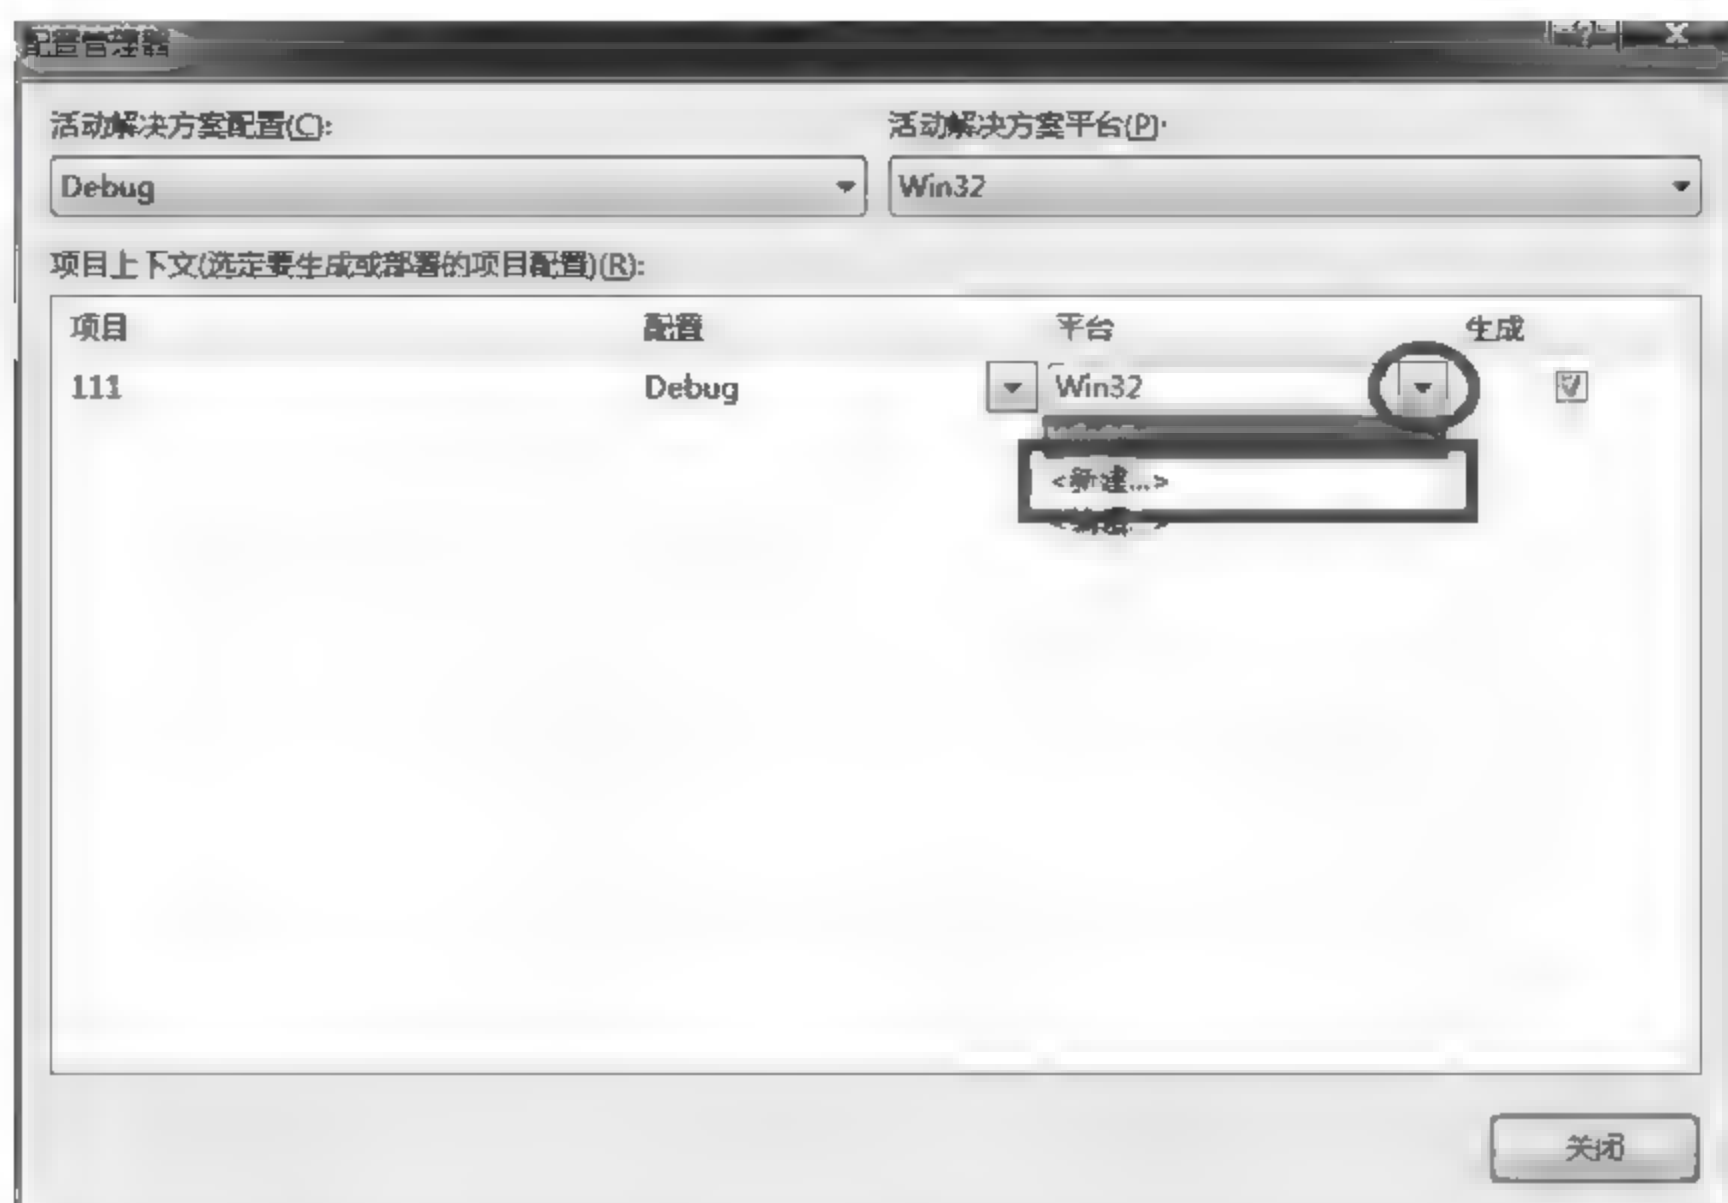 配置管理器
活动解决方案配置(C):
活动解决方案平台(P):
Debug
Win32
项目上下文(选定要生成或部署的项目配置)(R):
项目 配置 平台 生成
111 Debug Win32
<新建...>
关闭